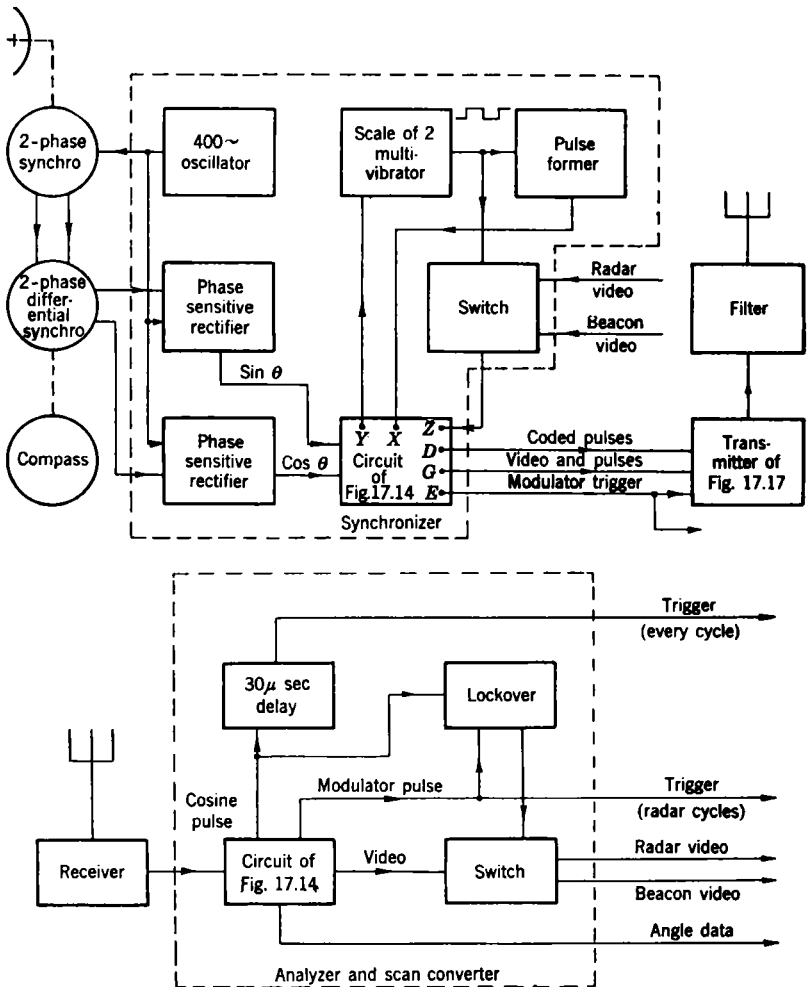 2-phase
synchro
400~
oscillator
Scale of 2
multi-
vibrator
Pulse
former
2-phase
differ-
ential
synchro
Phase
sensitive
rectifier
Switch
Radar
video
Beacon
video
Filter
Sin θ
Compass
Phase
sensitive
rectifier
Cos θ
Y X Z
D
G
E
Circuit
of
Fig.17.14
Synchronizer
Coded pulses
Video and pulses
Modulator trigger
Trans-
mitter of
Fig. 17.17
Trigger
(every cycle)
30μ sec
delay
Lockover
Cosine
pulse
Modulator pulse
Trigger
(radar cycles)
Receiver
Circuit of
Fig. 17.14
Video
Switch
Radar video
Beacon video
Angle data
Analyzer and scan converter